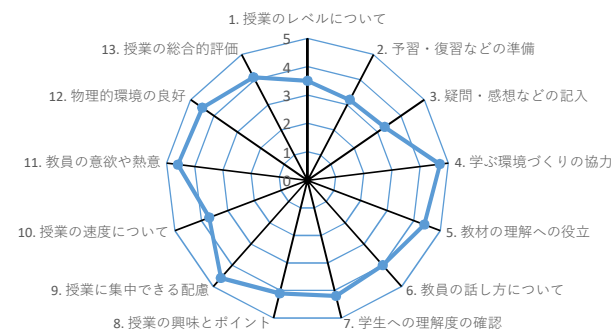 1. 授業のレベルについて
2. 予習・復習などの準備
3. 疑問・感想などの記入
4. 学ぶ環境づくりの協力
5. 教材の理解への役立
6. 教員の話し方について
7. 学生への理解度の確認
8. 授業の興味とポイント
9. 授業に集中できる配慮
10. 授業の速度について
11. 教員の意欲や熱意
12. 物理的環境の良好
13. 授業の総合的評価
5
4
3
2
1
0